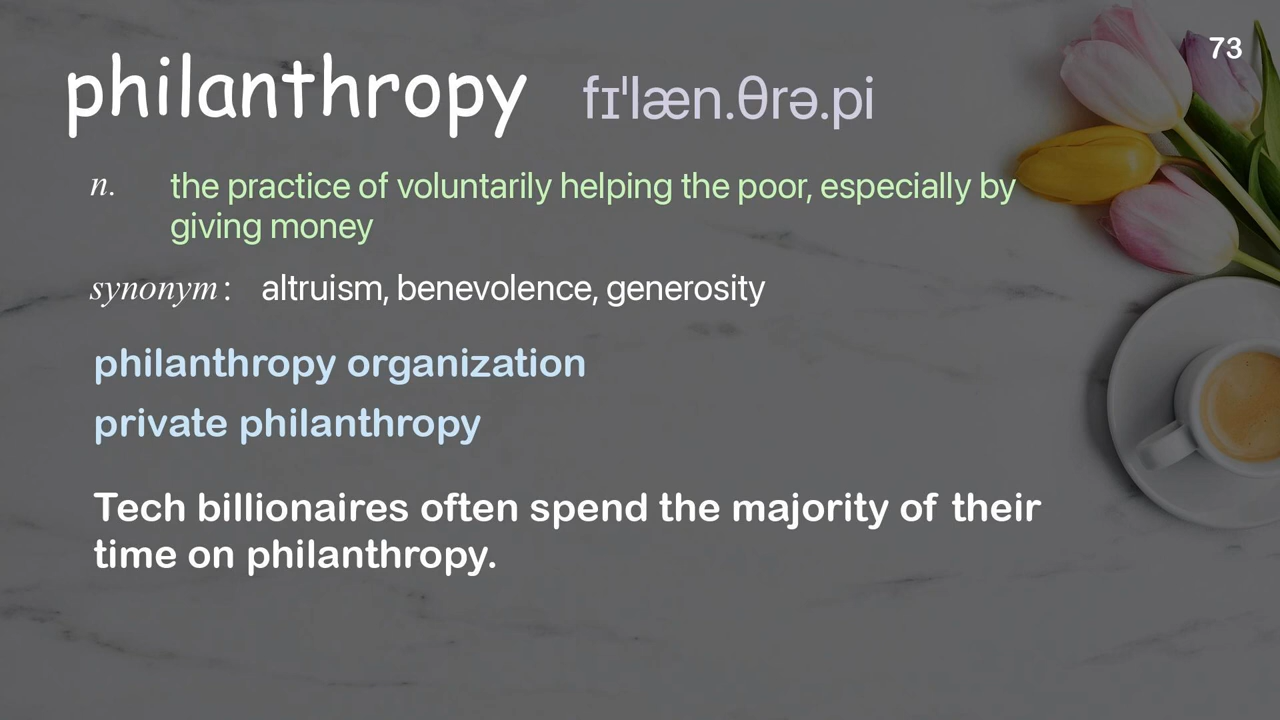 73
philanthropy fɪˈlæn.θrə.pi
n. the practice of voluntarily helping the poor, especially by
giving money
synonym: altruism, benevolence, generosity
philanthropy organization
private philanthropy
Tech billionaires often spend the majority of their
time on philanthropy.